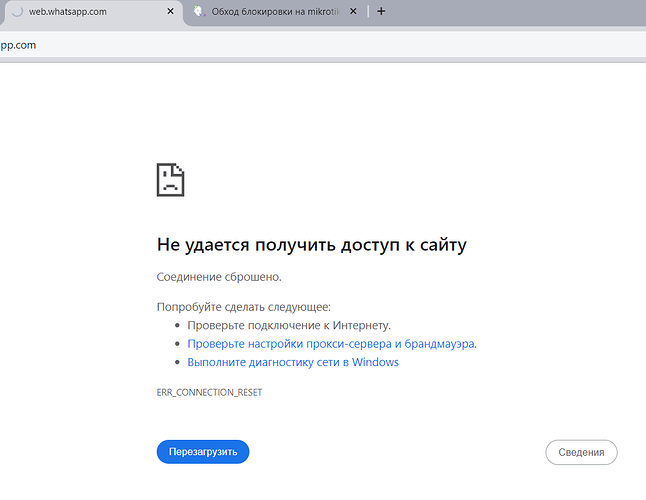 web.whatsapp.com
Обход блокировки на mikrotik
pp.com
Не удается получить доступ к сайту
Соединение сброшено.
Попробуйте сделать следующее:
Проверьте подключение к Интернету.
Проверьте настройки прокси-сервера и брандмауэра.
Выполните диагностику сети в Windows
ERR_CONNECTION_RESET
Перезагрузить
Сведения